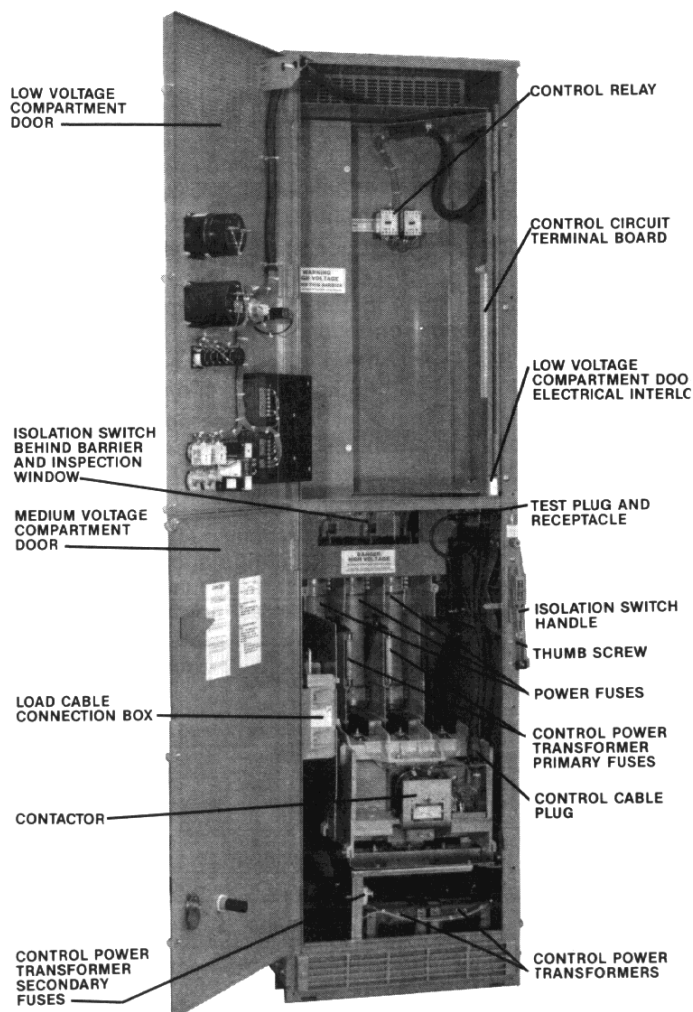 LOW VOLTAGE
COMPARTMENT
DOOR
CONTROL RELAY
CONTROL CIRCUIT
TERMINAL BOARD
WARNING
HIGH VOLTAGE
LOW VOLTAGE
COMPARTMENT DOO
ELECTRICAL INTERLO
ISOLATION SWITCH
BEHIND BARRIER
AND INSPECTION
WINDOW
TEST PLUG AND
RECEPTACLE
MEDIUM VOLTAGE
COMPARTMENT
DOOR
DANGER
HIGH VOLTAGE
ISOLATION SWITCH
HANDLE
THUMB SCREW
POWER FUSES
LOAD CABLE
CONNECTION BOX
CONTROL POWER
TRANSFORMER
PRIMARY FUSES
CONTACTOR
CONTROL CABLE
PLUG
CONTROL POWER
TRANSFORMER
SECONDARY
FUSES
CONTROL POWER
TRANSFORMERS